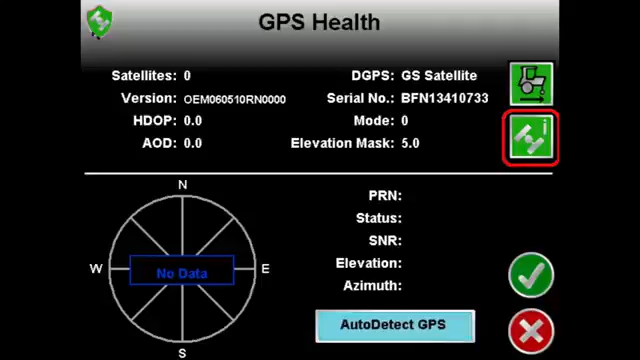 GPS Health
Satellites: 0
Version: OEM060510RN0000
HDOP: 0.0
AOD: 0.0
DGPS: GS Satellite
Serial No.: BFN13410733
Mode: 0
Elevation Mask: 5.0
i
N
W
E
S
No Data
PRN:
Status:
SNR:
Elevation:
Azimuth:
AutoDetect GPS